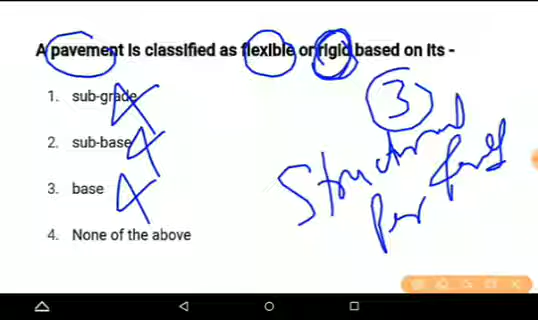 A pavement is classified as flexible or rigid based on its -
3
1. sub-grade
2. sub-base
3. base
4. None of the above
Structural